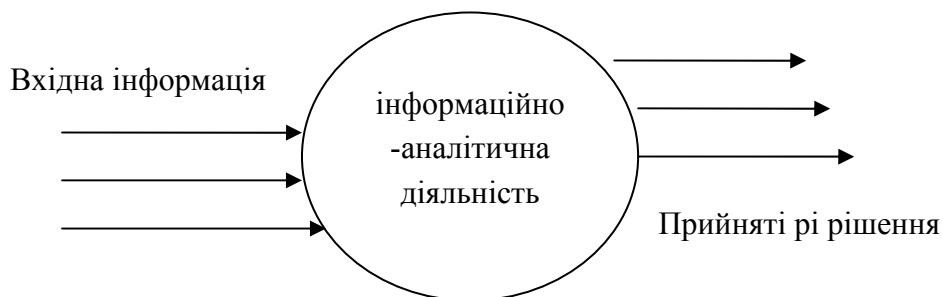 Вхідна інформація
інформаційно
-аналітична
діяльність
Прийняті рі рішення